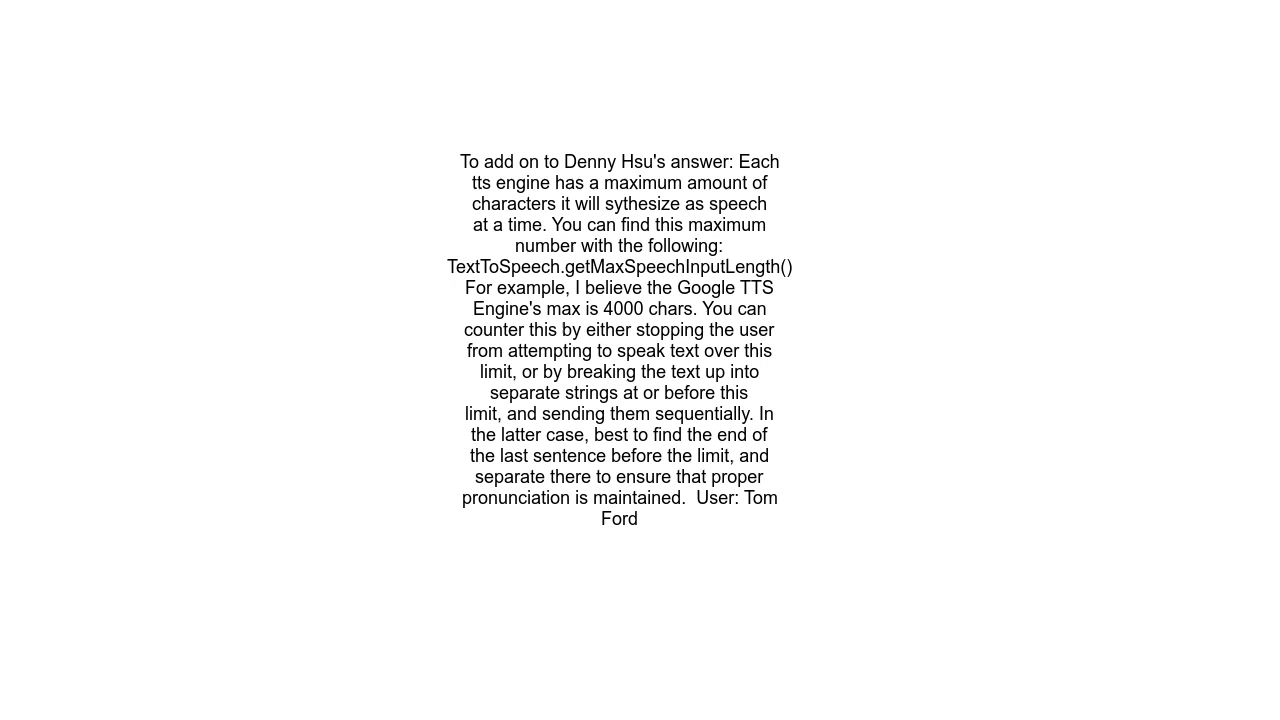 To add on to Denny Hsu's answer: Each
tts engine has a maximum amount of
characters it will sythesize as speech
at a time. You can find this maximum
number with the following:
TextToSpeech.getMaxSpeechInputLength()
For example, I believe the Google TTS
Engine's max is 4000 chars. You can
counter this by either stopping the user
from attempting to speak text over this
limit, or by breaking the text up into
separate strings at or before this
limit, and sending them sequentially. In
the latter case, best to find the end of
the last sentence before the limit, and
separate there to ensure that proper
pronunciation is maintained.  User: Tom
Ford